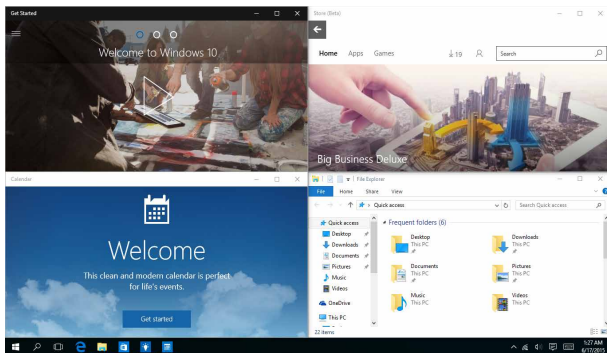 Get Started
Welcome to Windows 10
Store (Beta)
Home Apps Games
19
Search
Big Business Deluxe
Calendar
Welcome
This clean and modern calendar is perfect
for life's events.
Get started
File Explorer
File Home Share View
Quick access
Search Quick access
Quick access
Desktop
Downloads
Documents
Pictures
Music
Videos
OneDrive
This PC
Frequent folders (6)
Desktop
This PC
Downloads
This PC
Documents
This PC
Pictures
This PC
Music
This PC
Videos
This PC
22 items
1:27 AM
6/17/2015